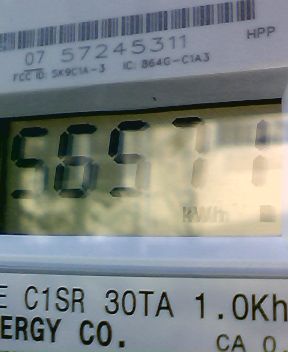 07 57245311
HPP
FCC ID: SK9C1A-3 IC: 864G-C1A3
56571
kWh
E C1SR 30TA 1.0Kh
ERGY CO.
CA 0.